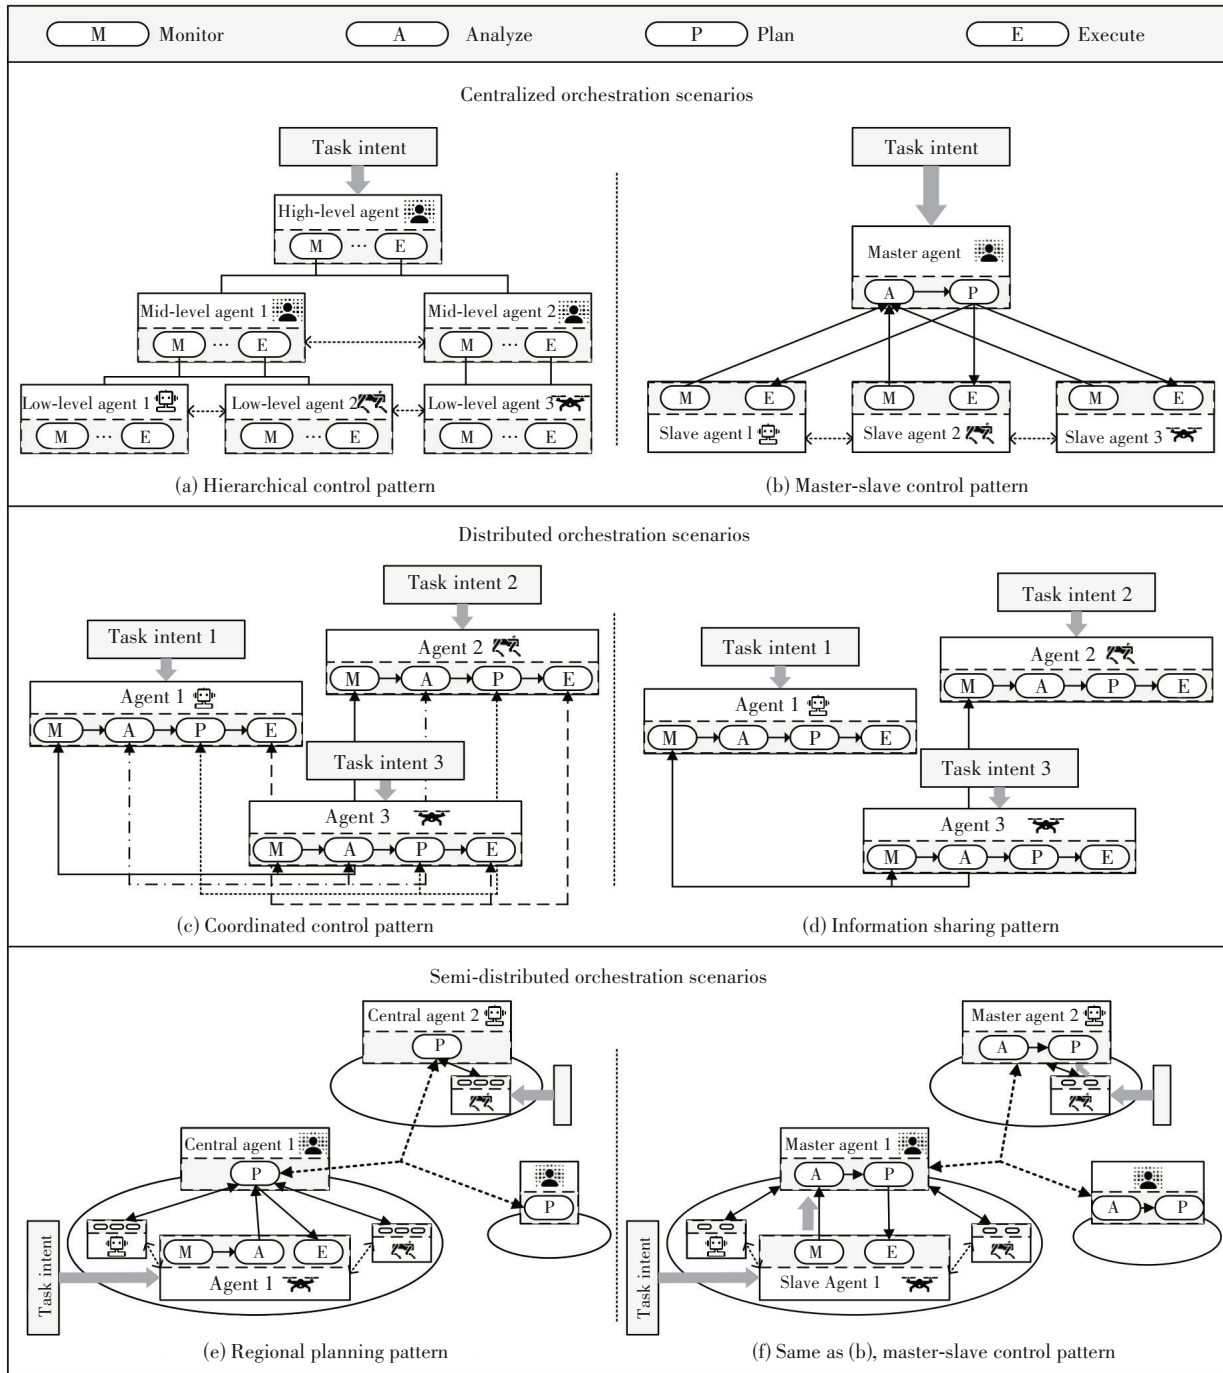 M Monitor A Analyze P Plan E Execute
Centralized orchestration scenarios
Task intent
High-level agent
M ... E
Mid-level agent 1
M ... E
Mid-level agent 2
M ... E
Low-level agent 1
M ... E
Low-level agent 2
M ... E
Low-level agent 3
M ... E
(a) Hierarchical control pattern
Task intent
Master agent
A P
M E
Slave agent 1
M E
Slave agent 2
M E
Slave agent 3
(b) Master-slave control pattern
Distributed orchestration scenarios
Task intent 1
Agent 1
M A P E
Task intent 2
Agent 2
M A P E
Task intent 3
Agent 3
M A P E
(c) Coordinated control pattern
Task intent 1
Agent 1
M A P E
Task intent 2
Agent 2
M A P E
Task intent 3
Agent 3
M A P E
(d) Information sharing pattern
Semi-distributed orchestration scenarios
Central agent 2
P
Central agent 1
P
P
M A E
Agent 1
Task intent
(e) Regional planning pattern
Master agent 2
A P
Master agent 1
A P
A P
M E
Slave Agent 1
Task intent
(f) Same as (b), master-slave control pattern